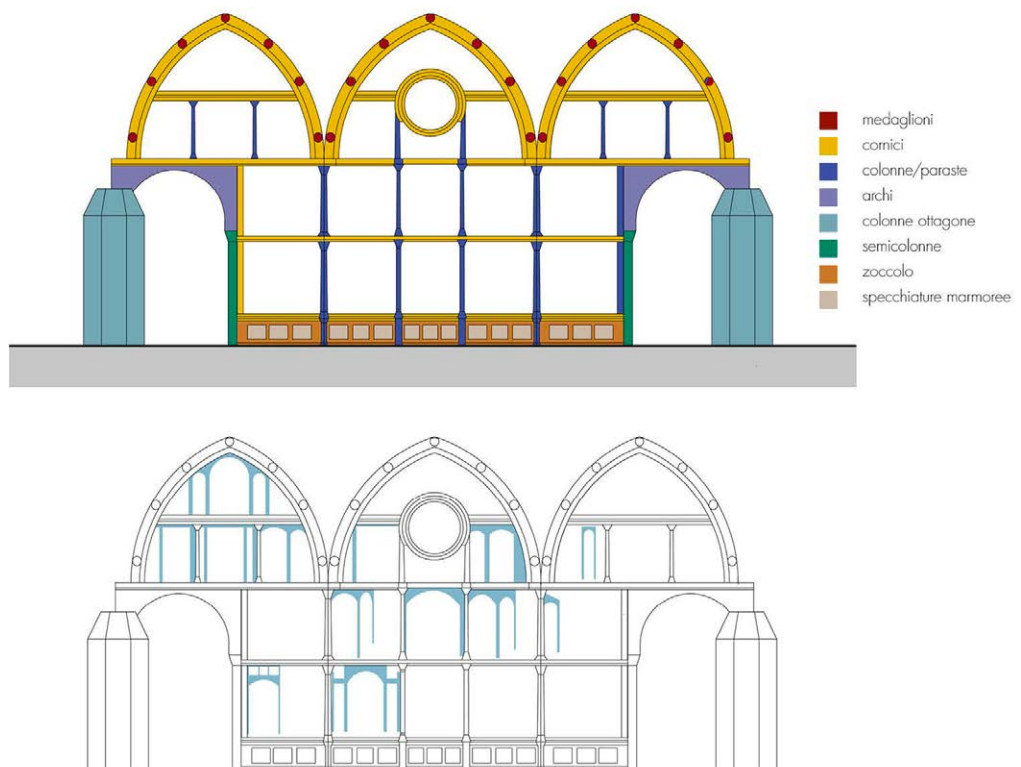 medaglioni
cornici
colonne/paraste
archi
colonne ottagone
semicolonne
zoccolo
specchiature marmoree